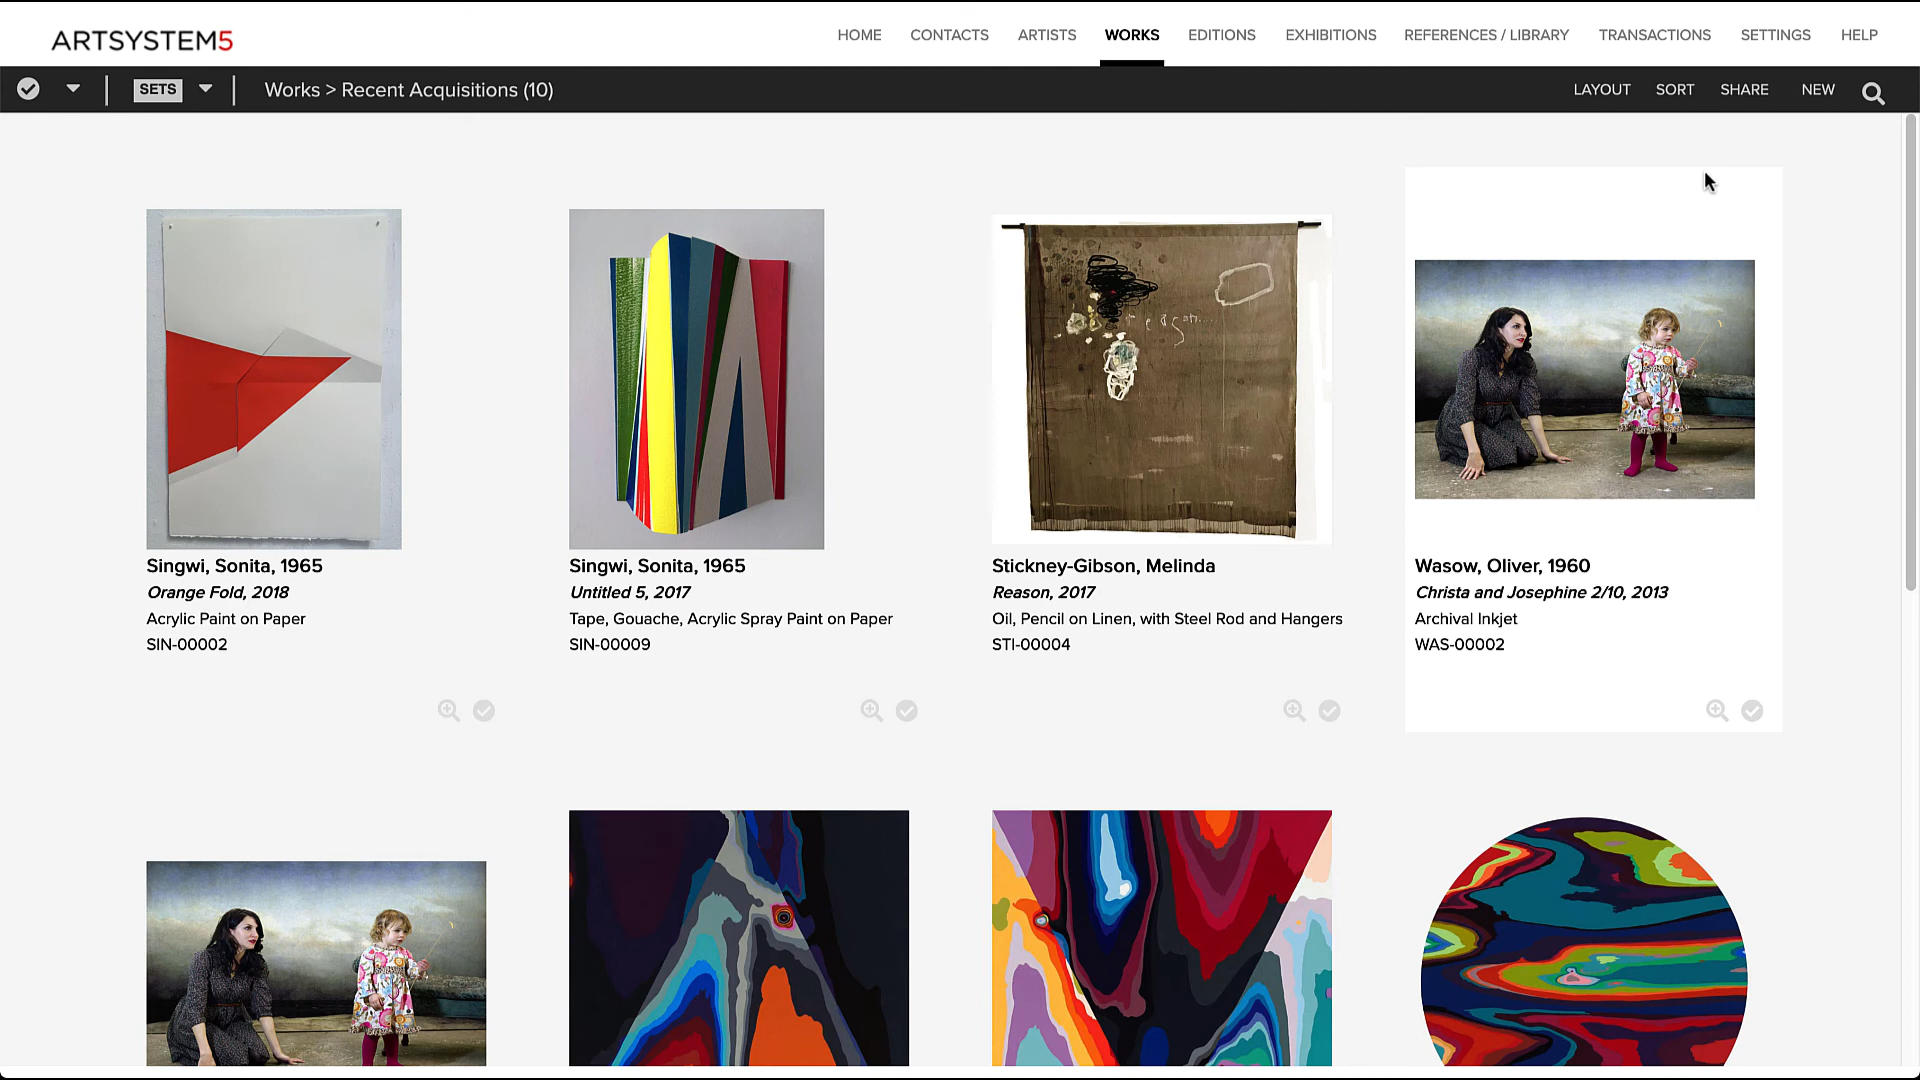 ARTSYSTEM5
HOME CONTACTS ARTISTS WORKS EDITIONS EXHIBITIONS REFERENCES / LIBRARY TRANSACTIONS SETTINGS HELP
SETS Works > Recent Acquisitions (10) LAYOUT SORT SHARE NEW
Singwi, Sonita, 1965
Orange Fold, 2018
Acrylic Paint on Paper
SIN-00002
Singwi, Sonita, 1965
Untitled 5, 2017
Tape, Gouache, Acrylic Spray Paint on Paper
SIN-00009
Stickney-Gibson, Melinda
Reason, 2017
Oil, Pencil on Linen, with Steel Rod and Hangers
STI-00004
Wasow, Oliver, 1960
Christa and Josephine 2/10, 2013
Archival Inkjet
WAS-00002